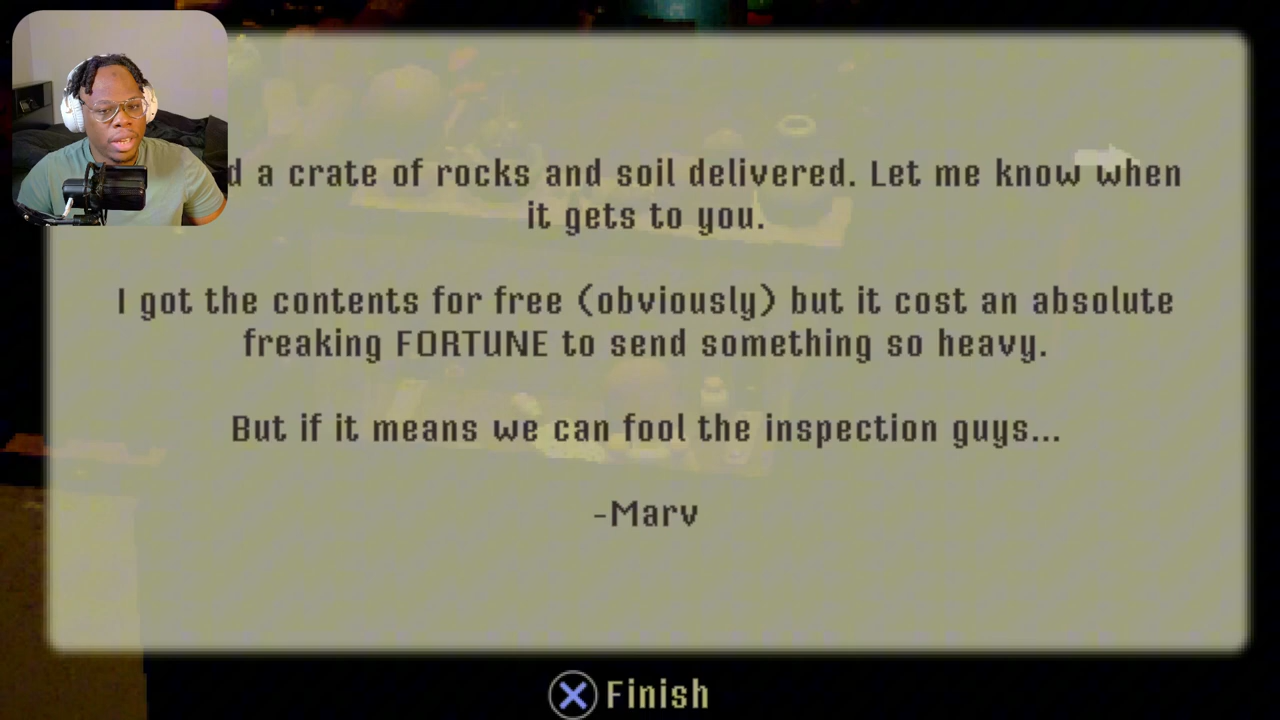 a crate of rocks and soil delivered. Let me know when
it gets to you.
I got the contents for free (obviously) but it cost an absolute
freaking FORTUNE to send something so heavy.
But if it means we can fool the inspection guys...
-Marv
Finish